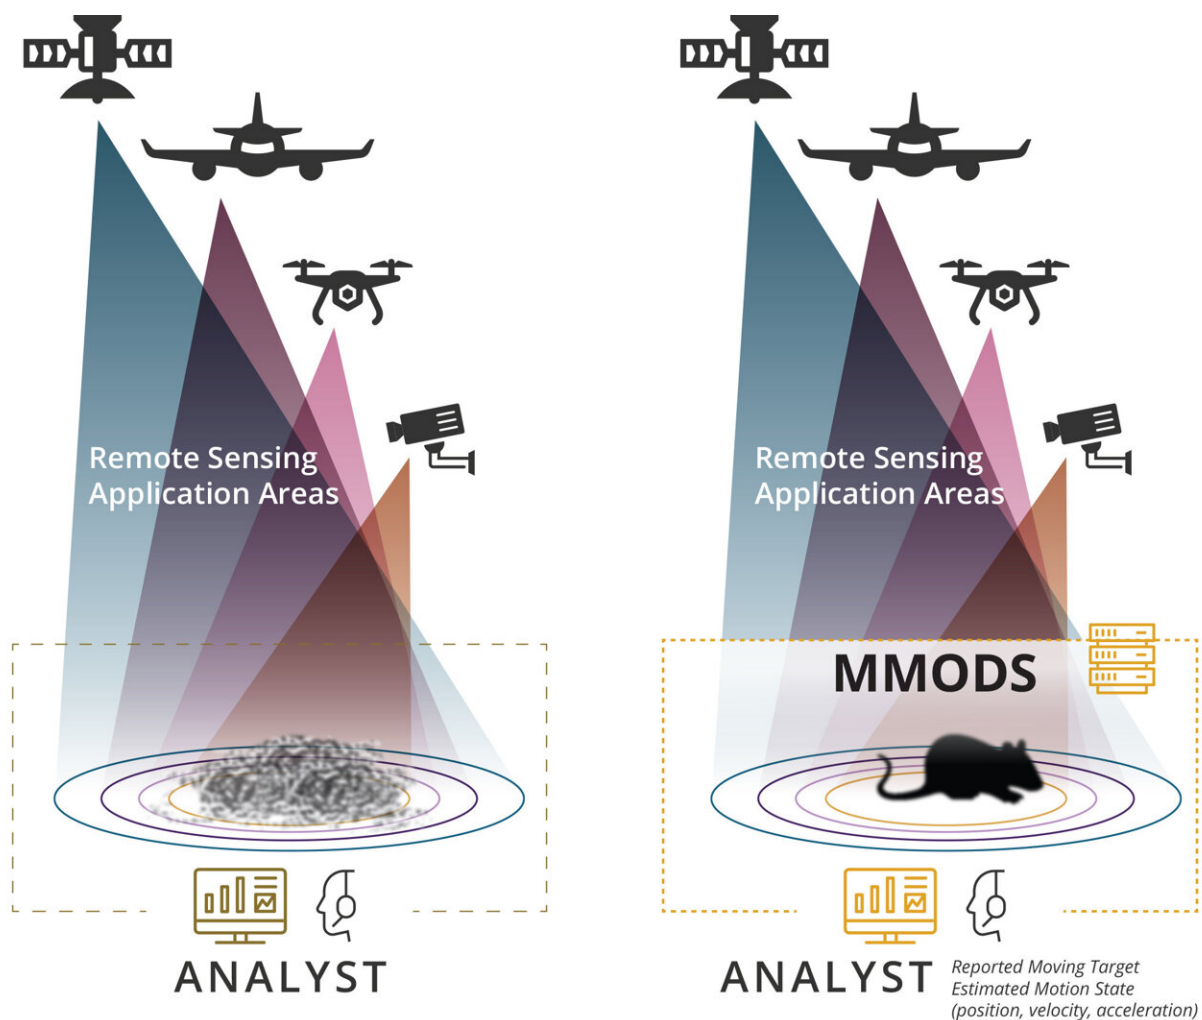 Remote Sensing
Application Areas
ANALYST
Remote Sensing
Application Areas
MMODS
ANALYST
Reported Moving Target
Estimated Motion State
(position, velocity, acceleration)